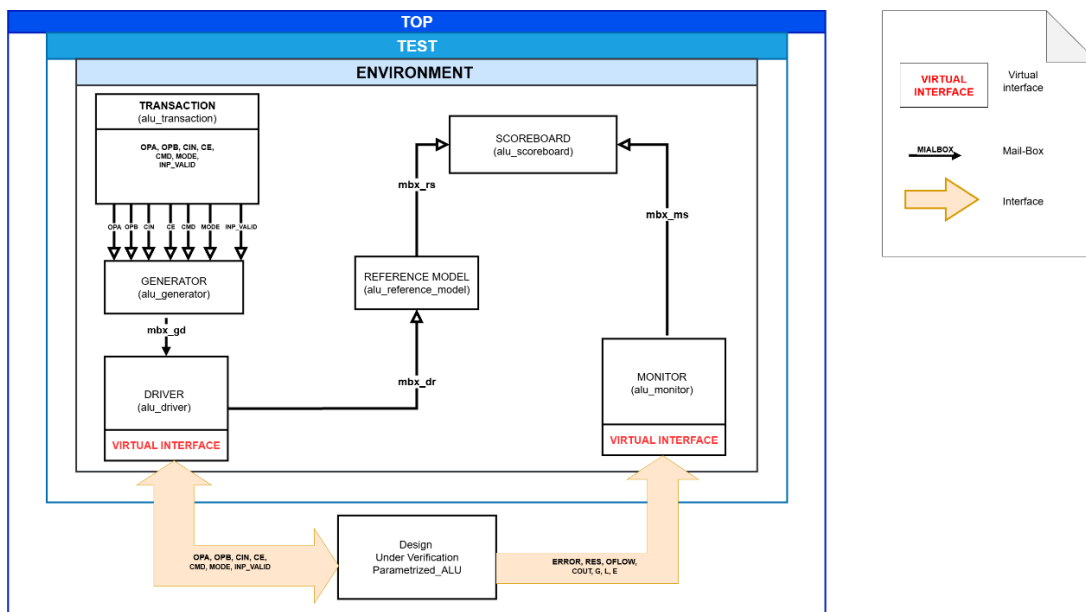 TOP
TEST
ENVIRONMENT
TRANSACTION
(alu_transaction)
OPA, OPB, CIN, CE,
CMD, MODE,
INP_VALID
OPA OPB CIN CE CMD MODE INP_VALID
GENERATOR
(alu_generator)
mbx_gd
DRIVER
(alu_driver)
VIRTUAL INTERFACE
SCOREBOARD
(alu_scoreboard)
mbx_rs
mbx_ms
REFERENCE MODEL
(alu_reference_model)
mbx_dr
MONITOR
(alu_monitor)
VIRTUAL INTERFACE
OPA, OPB, CIN, CE,
CMD, MODE, INP_VALID
Design
Under Verification
Parametrized_ALU
ERROR, RES, OFLOW,
COUT, G, L, E
VIRTUAL
INTERFACE
Virtual
interface
MIALBOX
Mail-Box
Interface